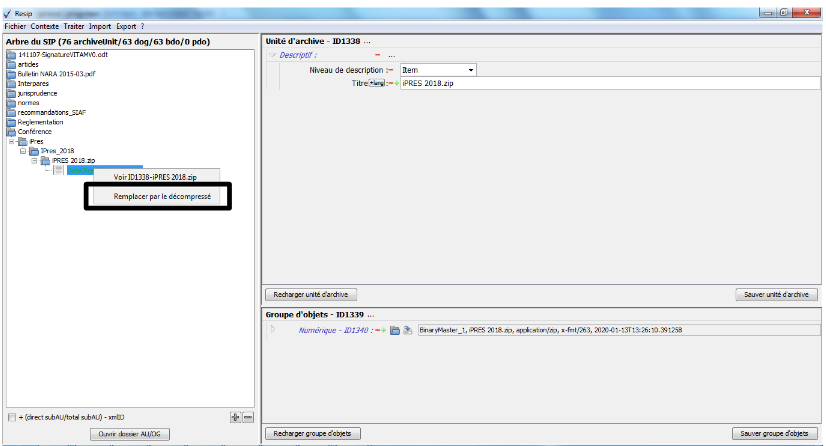 Resip
Fichier Contexte Traiter Import Export ?
Arbre du SIP (76 archiveUnit/63 dog/63 bdo/0 pdo)
141107-SignatureVITAMV0.odt
articles
Bulletin NARA 2015-03.pdf
Interpares
jurisprudence
normes
recommandations_SIAF
Reglementation
Conférence
iPres
IPres_2018
iPRES 2018.zip
Voir ID1338-iPRES 2018.zip
Remplacer par le décompressé
+ (direct subAU/total subAU) - xmlID
Ouvrir dossier AU/OG
Unité d'archive - ID1338 ...
Descriptif : - ...
Niveau de description :- Item
Titre +lang :-+ iPRES 2018.zip
Recharger unité d'archive
Sauver unité d'archive
Groupe d'objets - ID1339 ...
Numérique - ID1340 : -+ BinaryMaster_1, iPRES 2018.zip, application/zip, x-fmt/263, 2020-01-13T13:26:10.391258
Recharger groupe d'objets
Sauver groupe d'objets